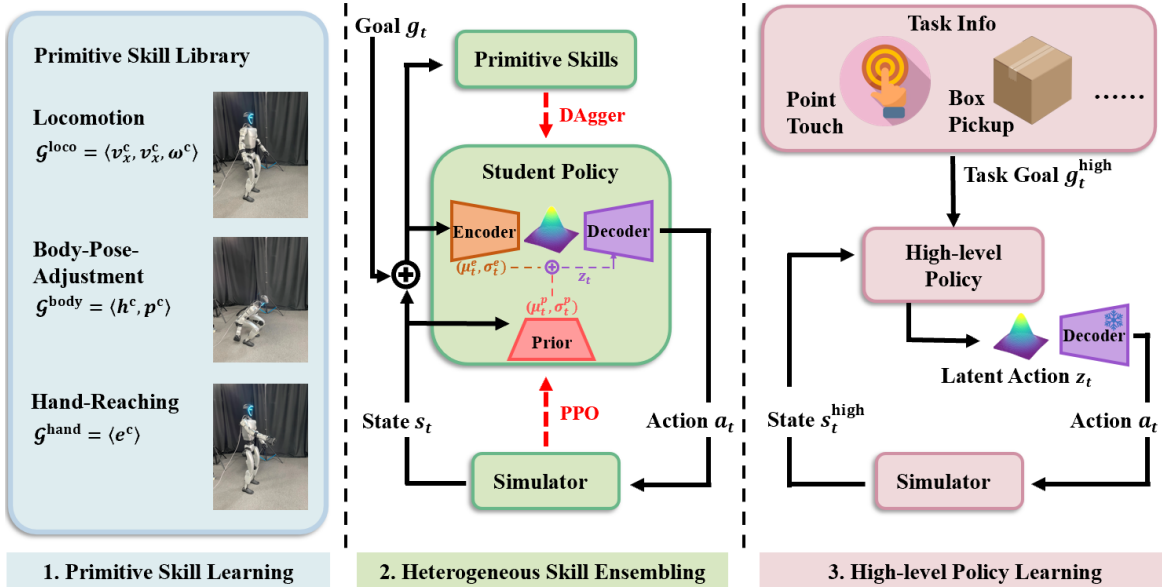 Primitive Skill Library
Locomotion
𝒢^loco = ⟨v_x^c, v_x^c, ω^c⟩
Body-Pose-
Adjustment
𝒢^body = ⟨h^c, p^c⟩
Hand-Reaching
𝒢^hand = ⟨e^c⟩
1. Primitive Skill Learning
Goal g_t
Primitive Skills
DAgger
Student Policy
Encoder
Decoder
(μ_t^e, σ_t^e)
z_t
(μ_t^p, σ_t^p)
Prior
State s_t
PPO
Action a_t
Simulator
2. Heterogeneous Skill Ensembling
Task Info
Point
Touch
Box
Pickup
......
Task Goal g_t^high
High-level
Policy
Decoder
Latent Action z_t
State s_t^high
Action a_t
Simulator
3. High-level Policy Learning